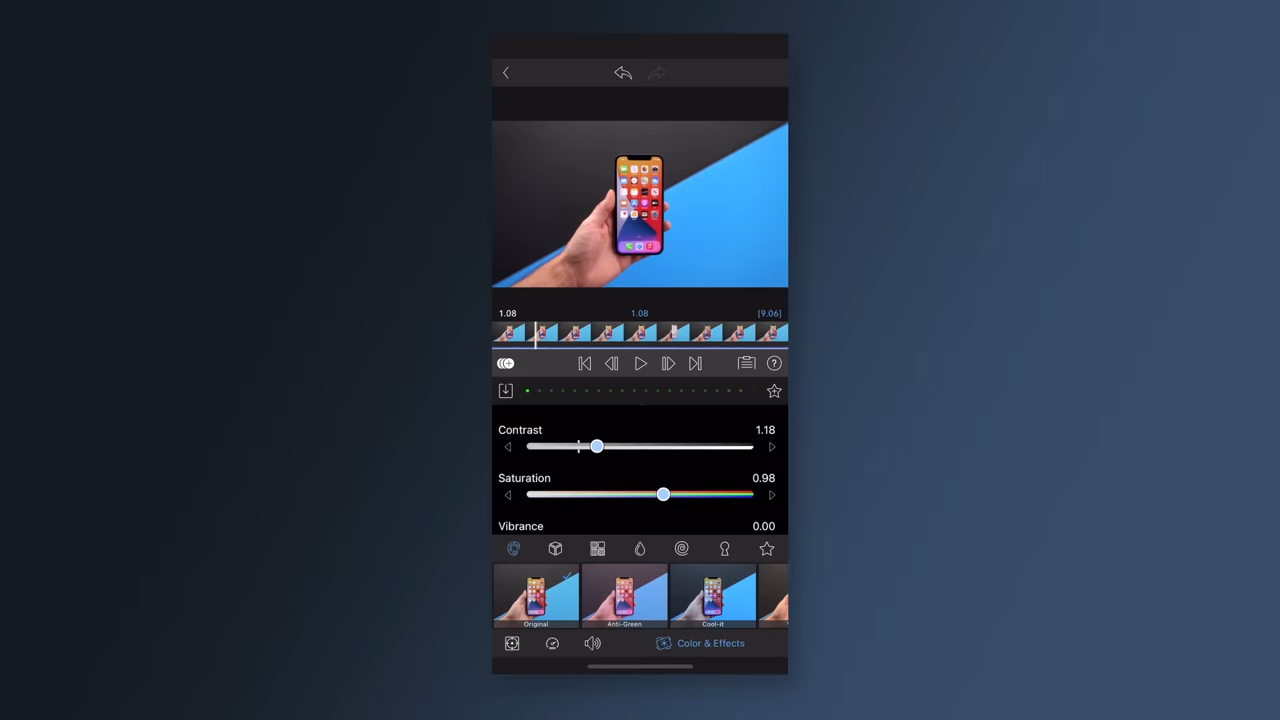 1.08 1.08 [9.06]
Contrast 1.18
Saturation 0.98
Vibrance 0.00
Original Anti-Green Cool-it
Color & Effects